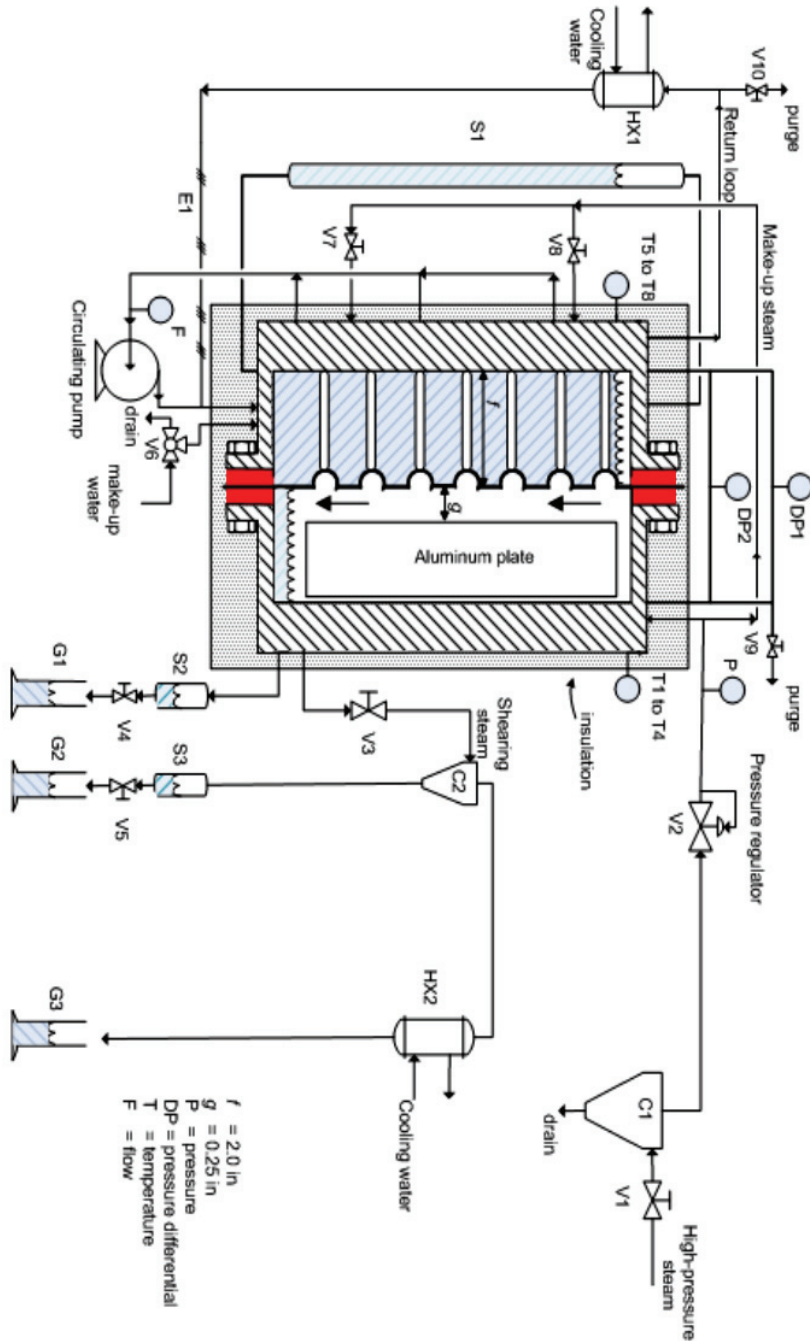 Cooling
water
V10
purge
HX1
Return loop
S1
E1
V7
V8
Make-up steam
T5 to T8
F
Circulating pump
drain
V6
make-up
water
f
g
Aluminum plate
DP2
DP1
V9
purge
P
T1 to T4
insulation
Pressure regulator
V2
G1
S2
V4
V3
Shearing
steam
G2
S3
V5
C2
G3
HX2
Cooling water
C1
drain
V1
High-pressure
steam
f = 2.0 in
g = 0.25 in
P = pressure
DP = pressure differential
T = temperature
F = flow